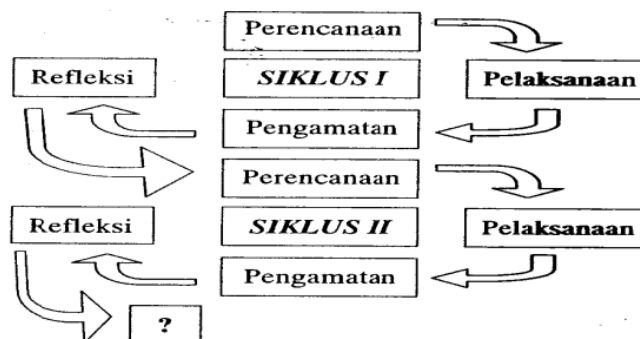 Perencanaan
Refleksi
SIKLUS I
Pelaksanaan
Pengamatan
Perencanaan
Refleksi
SIKLUS II
Pelaksanaan
Pengamatan
?